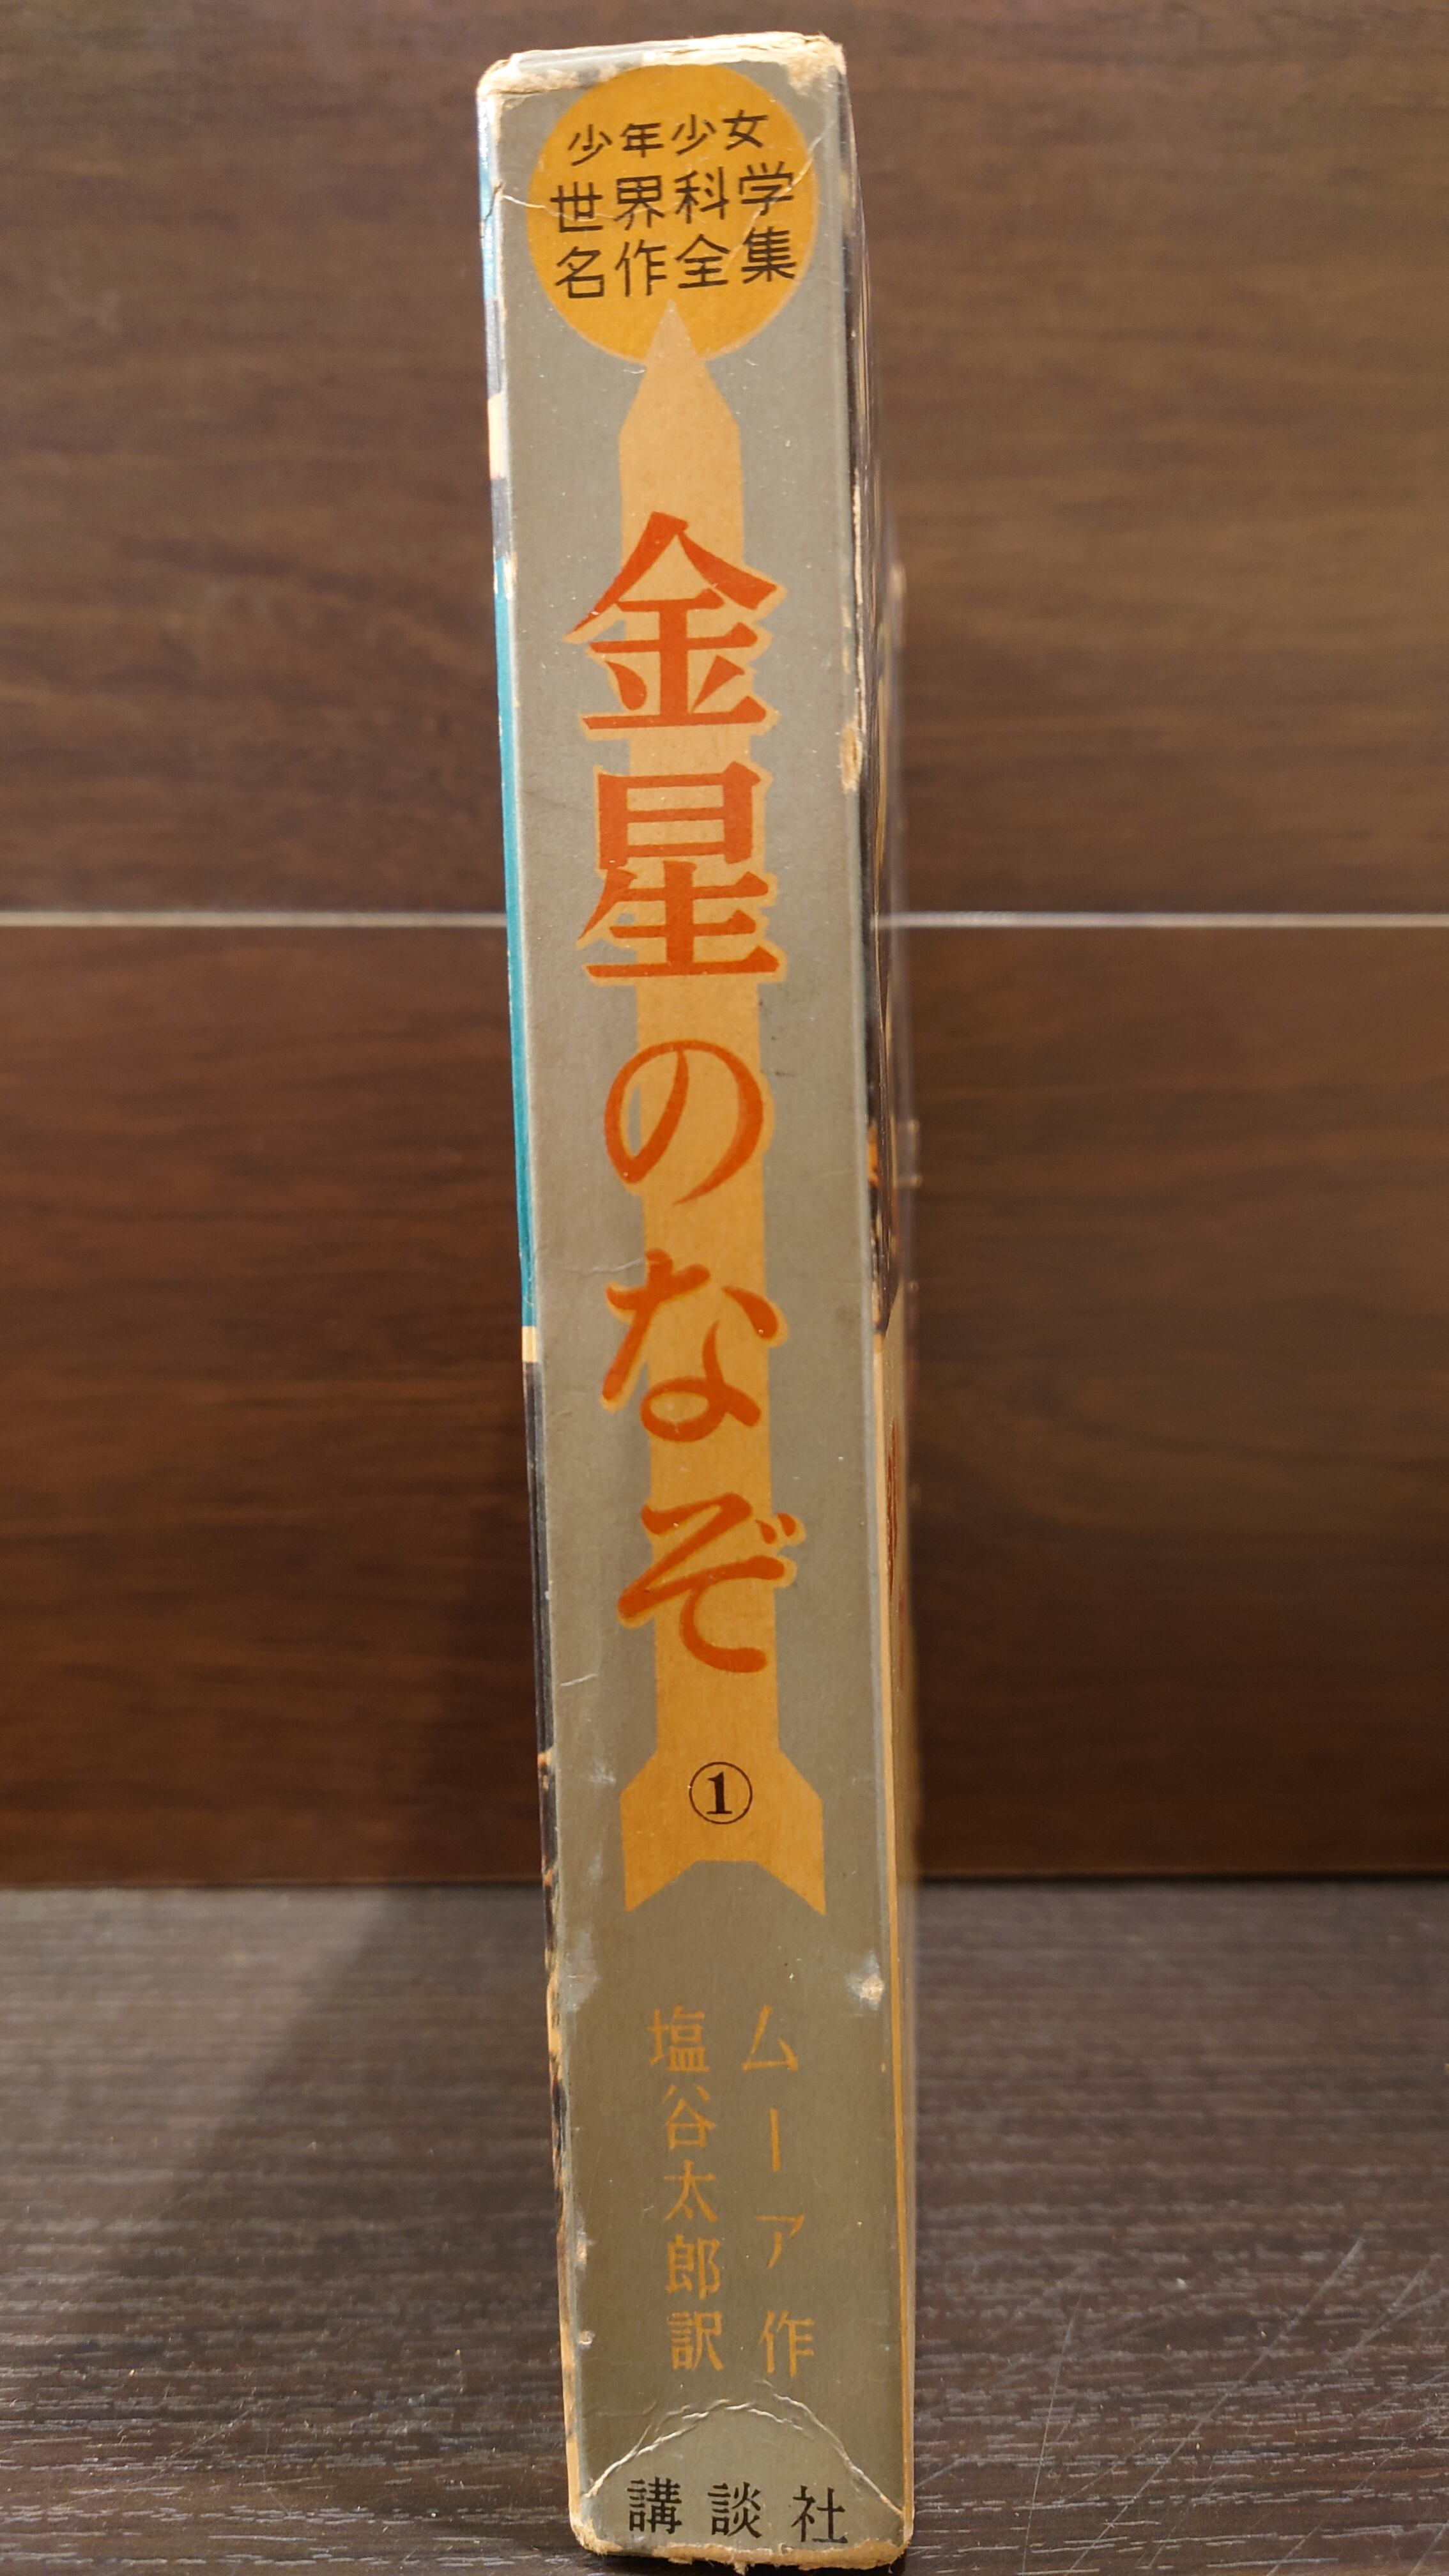 少年少女
世界科学
名作全集
金星のなぞ
①
ムーア作
塩谷太郎訳
講談社